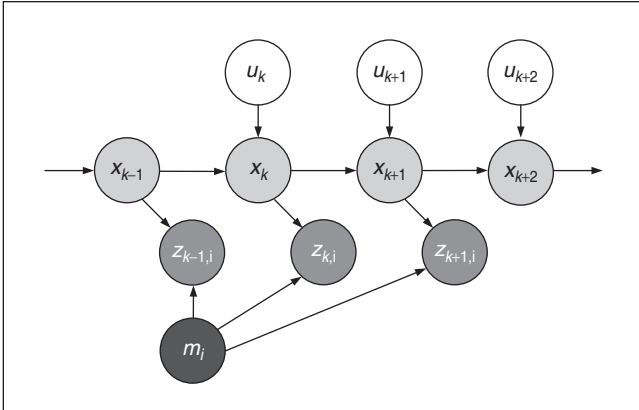 u_k u_{k+1} u_{k+2}
x_{k–1} x_k x_{k+1} x_{k+2}
z_{k–1,i} z_{k,i} z_{k+1,i}
m_i